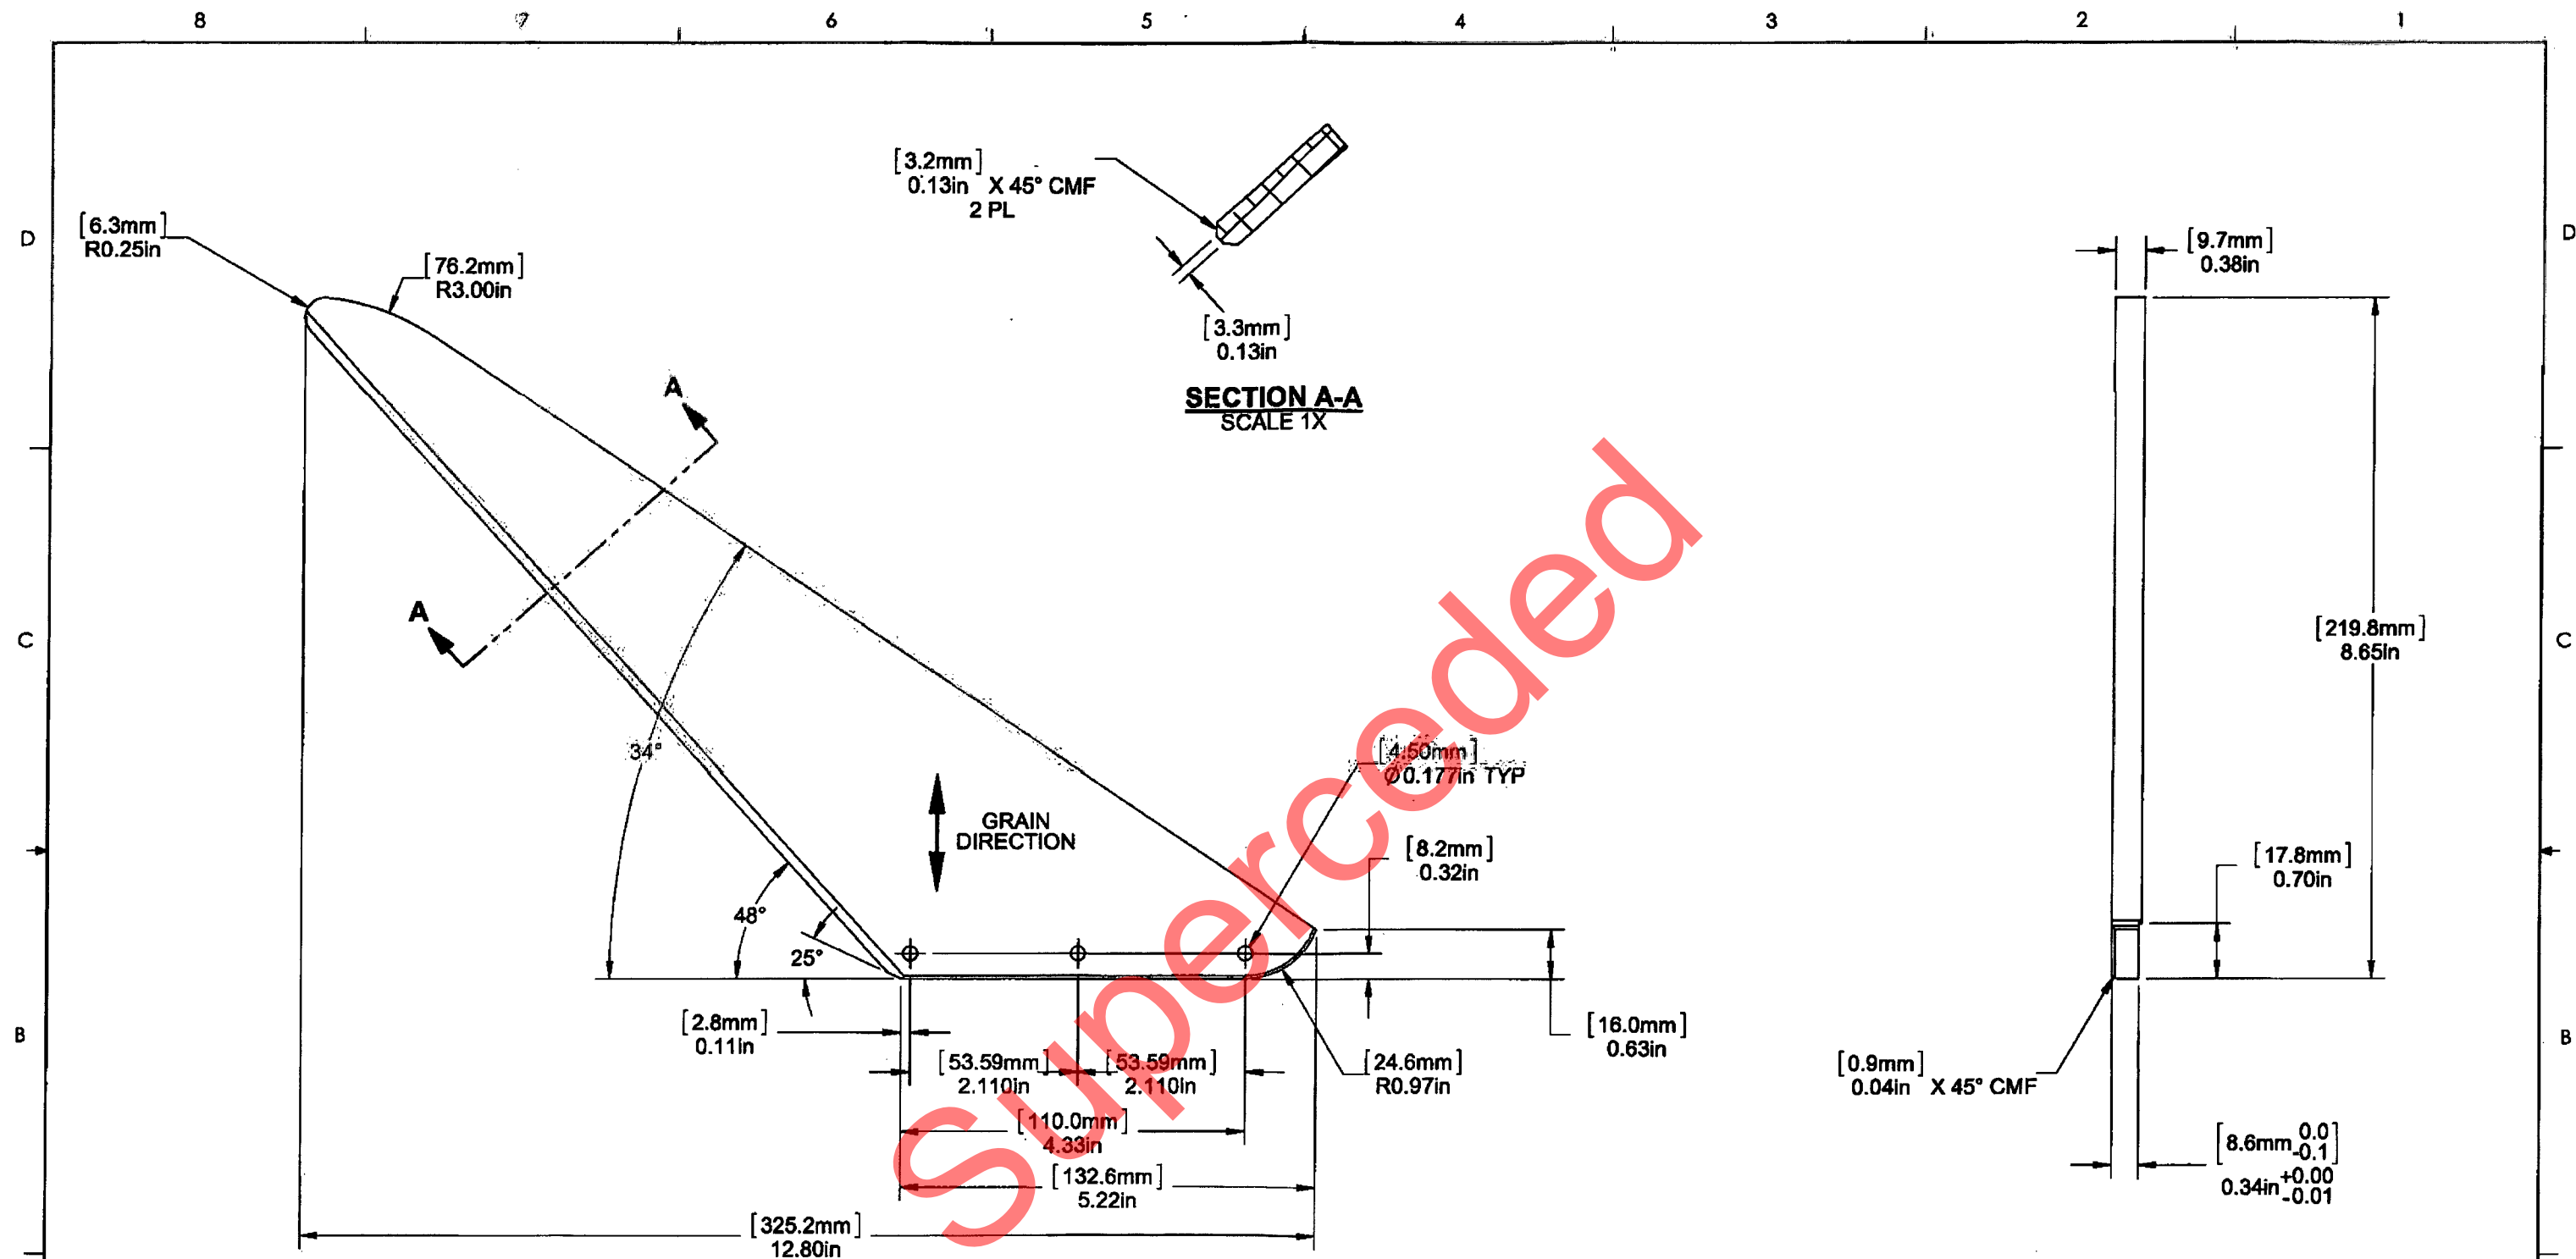 8 7 6 5 4 3 2 1
D
[3.2mm]
0.13in X 45° CMF
2 PL
[6.3mm]
R0.25in
[76.2mm]
R3.00in
[3.3mm]
0.13in
SECTION A-A
SCALE 1X
[9.7mm]
0.38in
D
A
A
C
34°
GRAIN
DIRECTION
48°
25°
[4.50mm]
Ø0.177in TYP
[8.2mm]
0.32in
[219.8mm]
8.65in
C
[17.8mm]
0.70in
B
[2.8mm]
0.11in
[53.59mm]
2.110in
[53.59mm]
2.110in
[110.0mm]
4.33in
[132.6mm]
5.22in
[325.2mm]
12.80in
[24.6mm]
R0.97in
[16.0mm]
0.63in
[0.9mm]
0.04in X 45° CMF
[8.6mm 0.0 -0.1]
0.34in +0.00 -0.01
B
Superceded